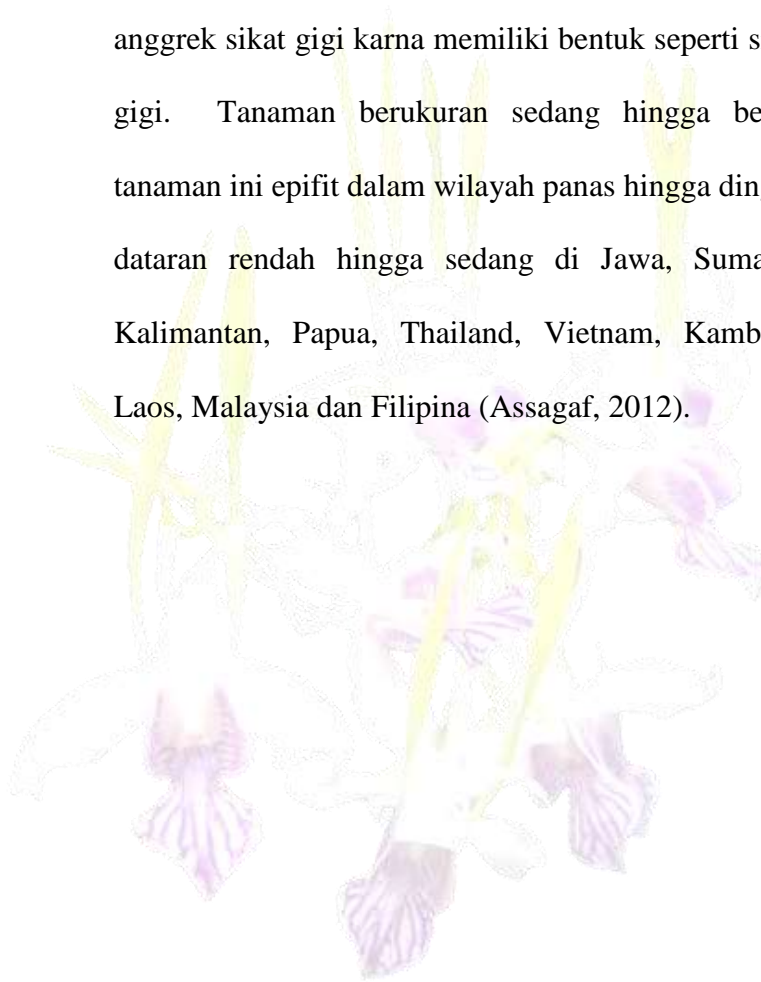 anggrek sikat gigi karna memiliki bentuk seperti
gigi. Tanaman berukuran sedang hingga
tanaman ini epifit dalam wilayah panas hingga
dataran rendah hingga sedang di Jawa,
Kalimantan, Papua, Thailand, Vietnam,
Laos, Malaysia dan Filipina (Assagaf, 2012).